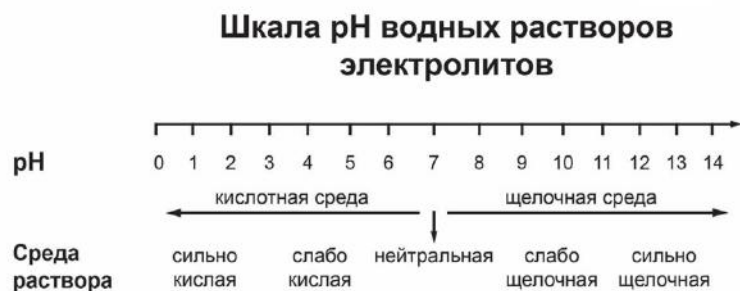 Шкала pH водных растворов
электролитов
pH 0 1 2 3 4 5 6 7 8 9 10 11 12 13 14
кислотная среда щелочная среда
Среда сильно слабо нейтральная слабо сильно
раствора кислая кислая щелочная щелочная